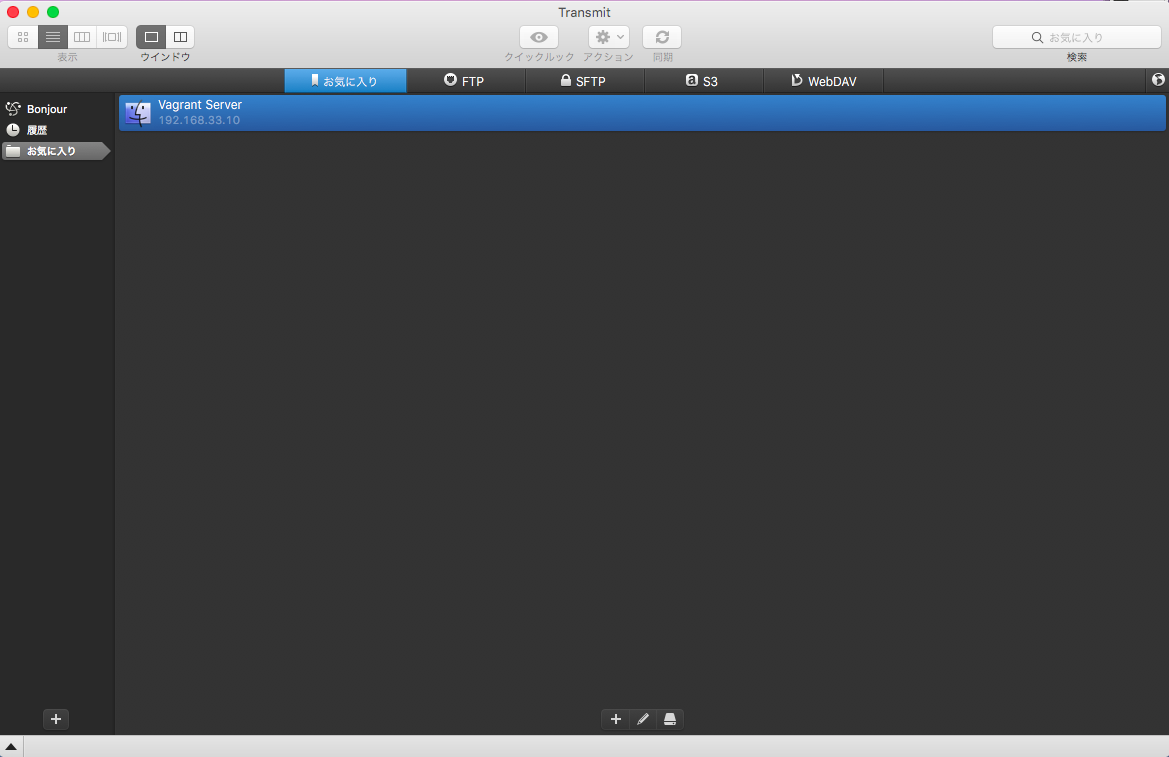 Transmit
表示
ウインドウ
クイックルック
アクション
同期
お気に入り
検索
お気に入り
FTP
SFTP
S3
WebDAV
Bonjour
履歴
お気に入り
Vagrant Server
192.168.33.10